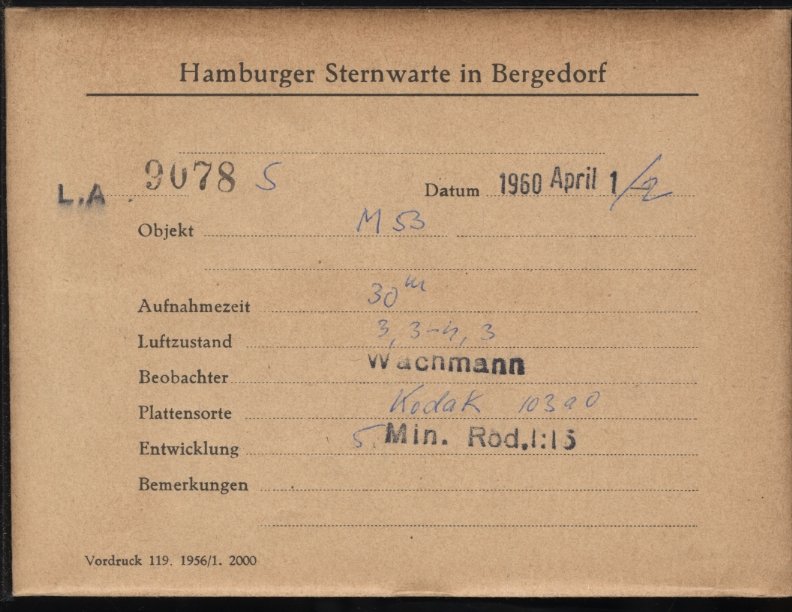 Hamburger Sternwarte in Bergedorf
L.A. 9078 S
Datum 1960 April 1/2
Objekt M 53
Aufnahmezeit 30m
Luftzustand 3, 3-4, 3
Beobachter Wachmann
Plattensorte Kodak 103a0
Entwicklung 5 Min. Rod. 1:15
Bemerkungen
Vordruck 119. 1956/1. 2000